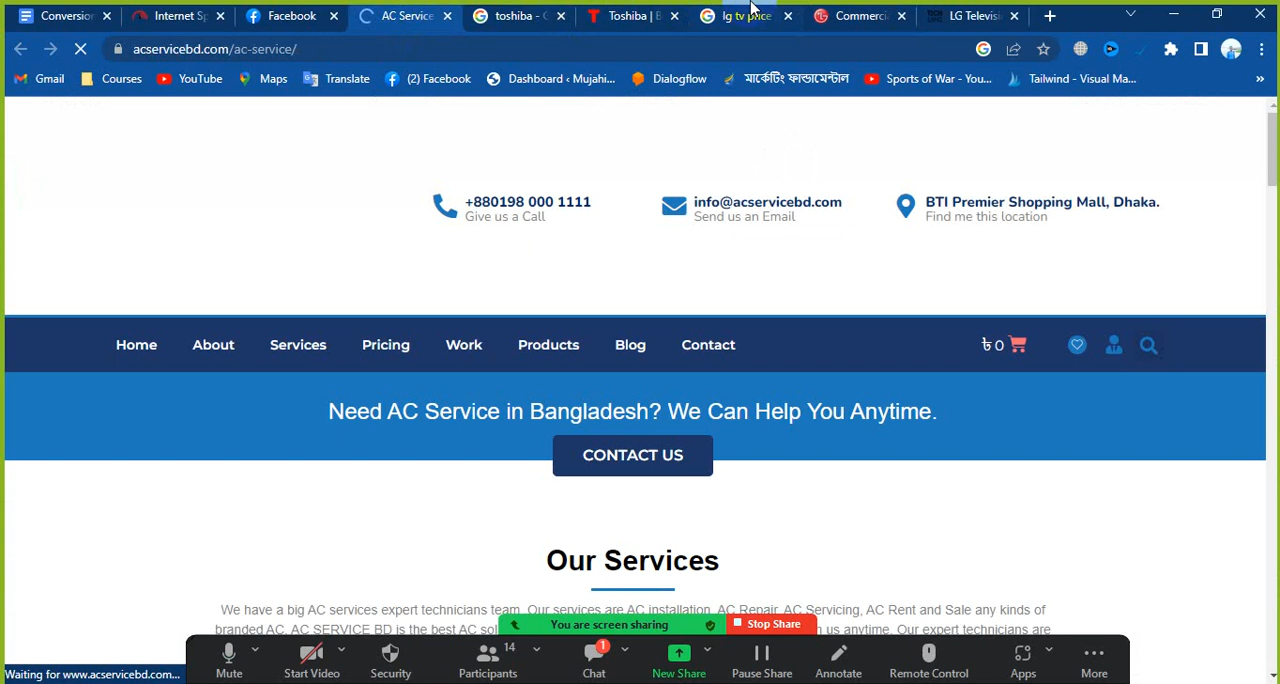 Conversion
Internet Sp
Facebook
AC Service
toshiba - G
Toshiba | B
lg tv price
Commerci
LG Televisi
acservicebd.com/ac-service/
Gmail
Courses
YouTube
Maps
Translate
(2) Facebook
Dashboard ‹ Mujahi...
Dialogflow
মার্কেটিং ফান্ডামেন্টাল
Sports of War - You...
Tailwind - Visual Ma...
»
+880198 000 1111
Give us a Call
info@acservicebd.com
Send us an Email
BTI Premier Shopping Mall, Dhaka.
Find me this location
Home About Services Pricing Work Products Blog Contact
৳ 0
Need AC Service in Bangladesh? We Can Help You Anytime.
CONTACT US
Our Services
We have a big AC services expert technicians team. Our services are AC installation, AC Repair, AC Servicing, AC Rent and Sale any kinds of
branded AC. AC SERVICE BD is the best AC sol
us anytime. Our expert technicians are
You are screen sharing
Stop Share
Waiting for www.acservicebd.com...
Mute
Start Video
Security
14
Participants
1
Chat
New Share
Pause Share
Annotate
Remote Control
Apps
More